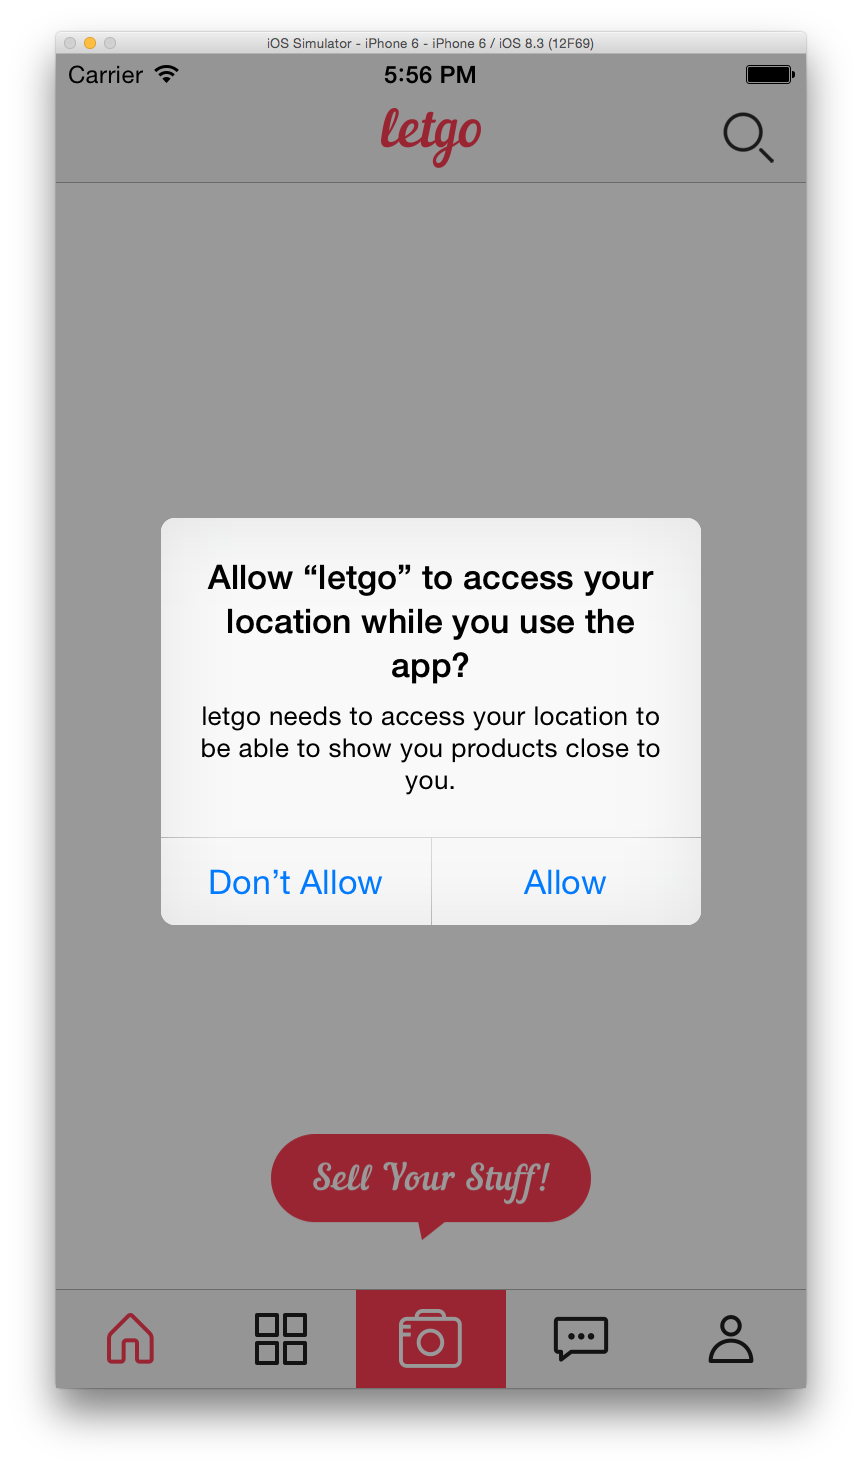 iOS Simulator - iPhone 6 - iPhone 6 / iOS 8.3 (12F69)
Carrier 5:56 PM
letgo
Allow “letgo” to access your
location while you use the
app?
letgo needs to access your location to
be able to show you products close to
you.
Don’t Allow Allow
Sell Your Stuff!